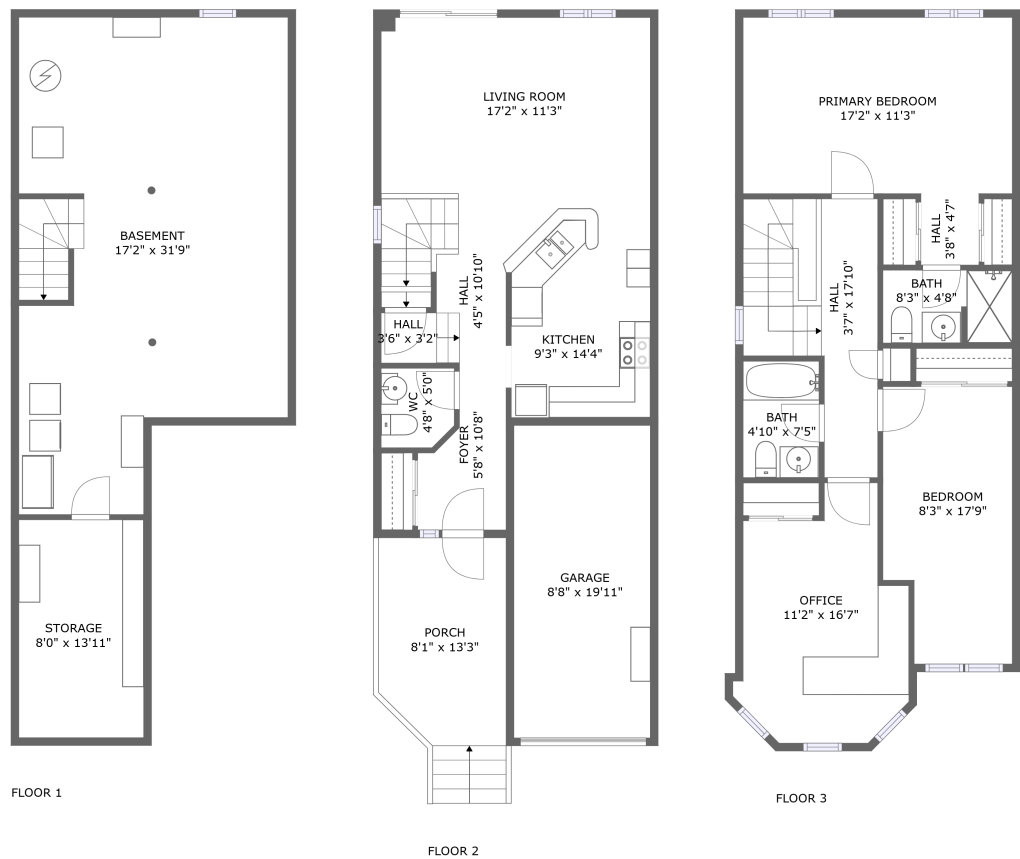 BASEMENT
17'2" x 31'9"
STORAGE
8'0" x 13'11"
FLOOR 1
LIVING ROOM
17'2" x 11'3"
HALL
4'5" x 10'10"
HALL
3'6" x 3'2"
KITCHEN
9'3" x 14'4"
WC
4'8" x 5'0"
FOYER
5'8" x 10'8"
GARAGE
8'8" x 19'11"
PORCH
8'1" x 13'3"
FLOOR 2
PRIMARY BEDROOM
17'2" x 11'3"
HALL
3'8" x 4'7"
HALL
3'7" x 17'10"
BATH
8'3" x 4'8"
BATH
4'10" x 7'5"
BEDROOM
8'3" x 17'9"
OFFICE
11'2" x 16'7"
FLOOR 3